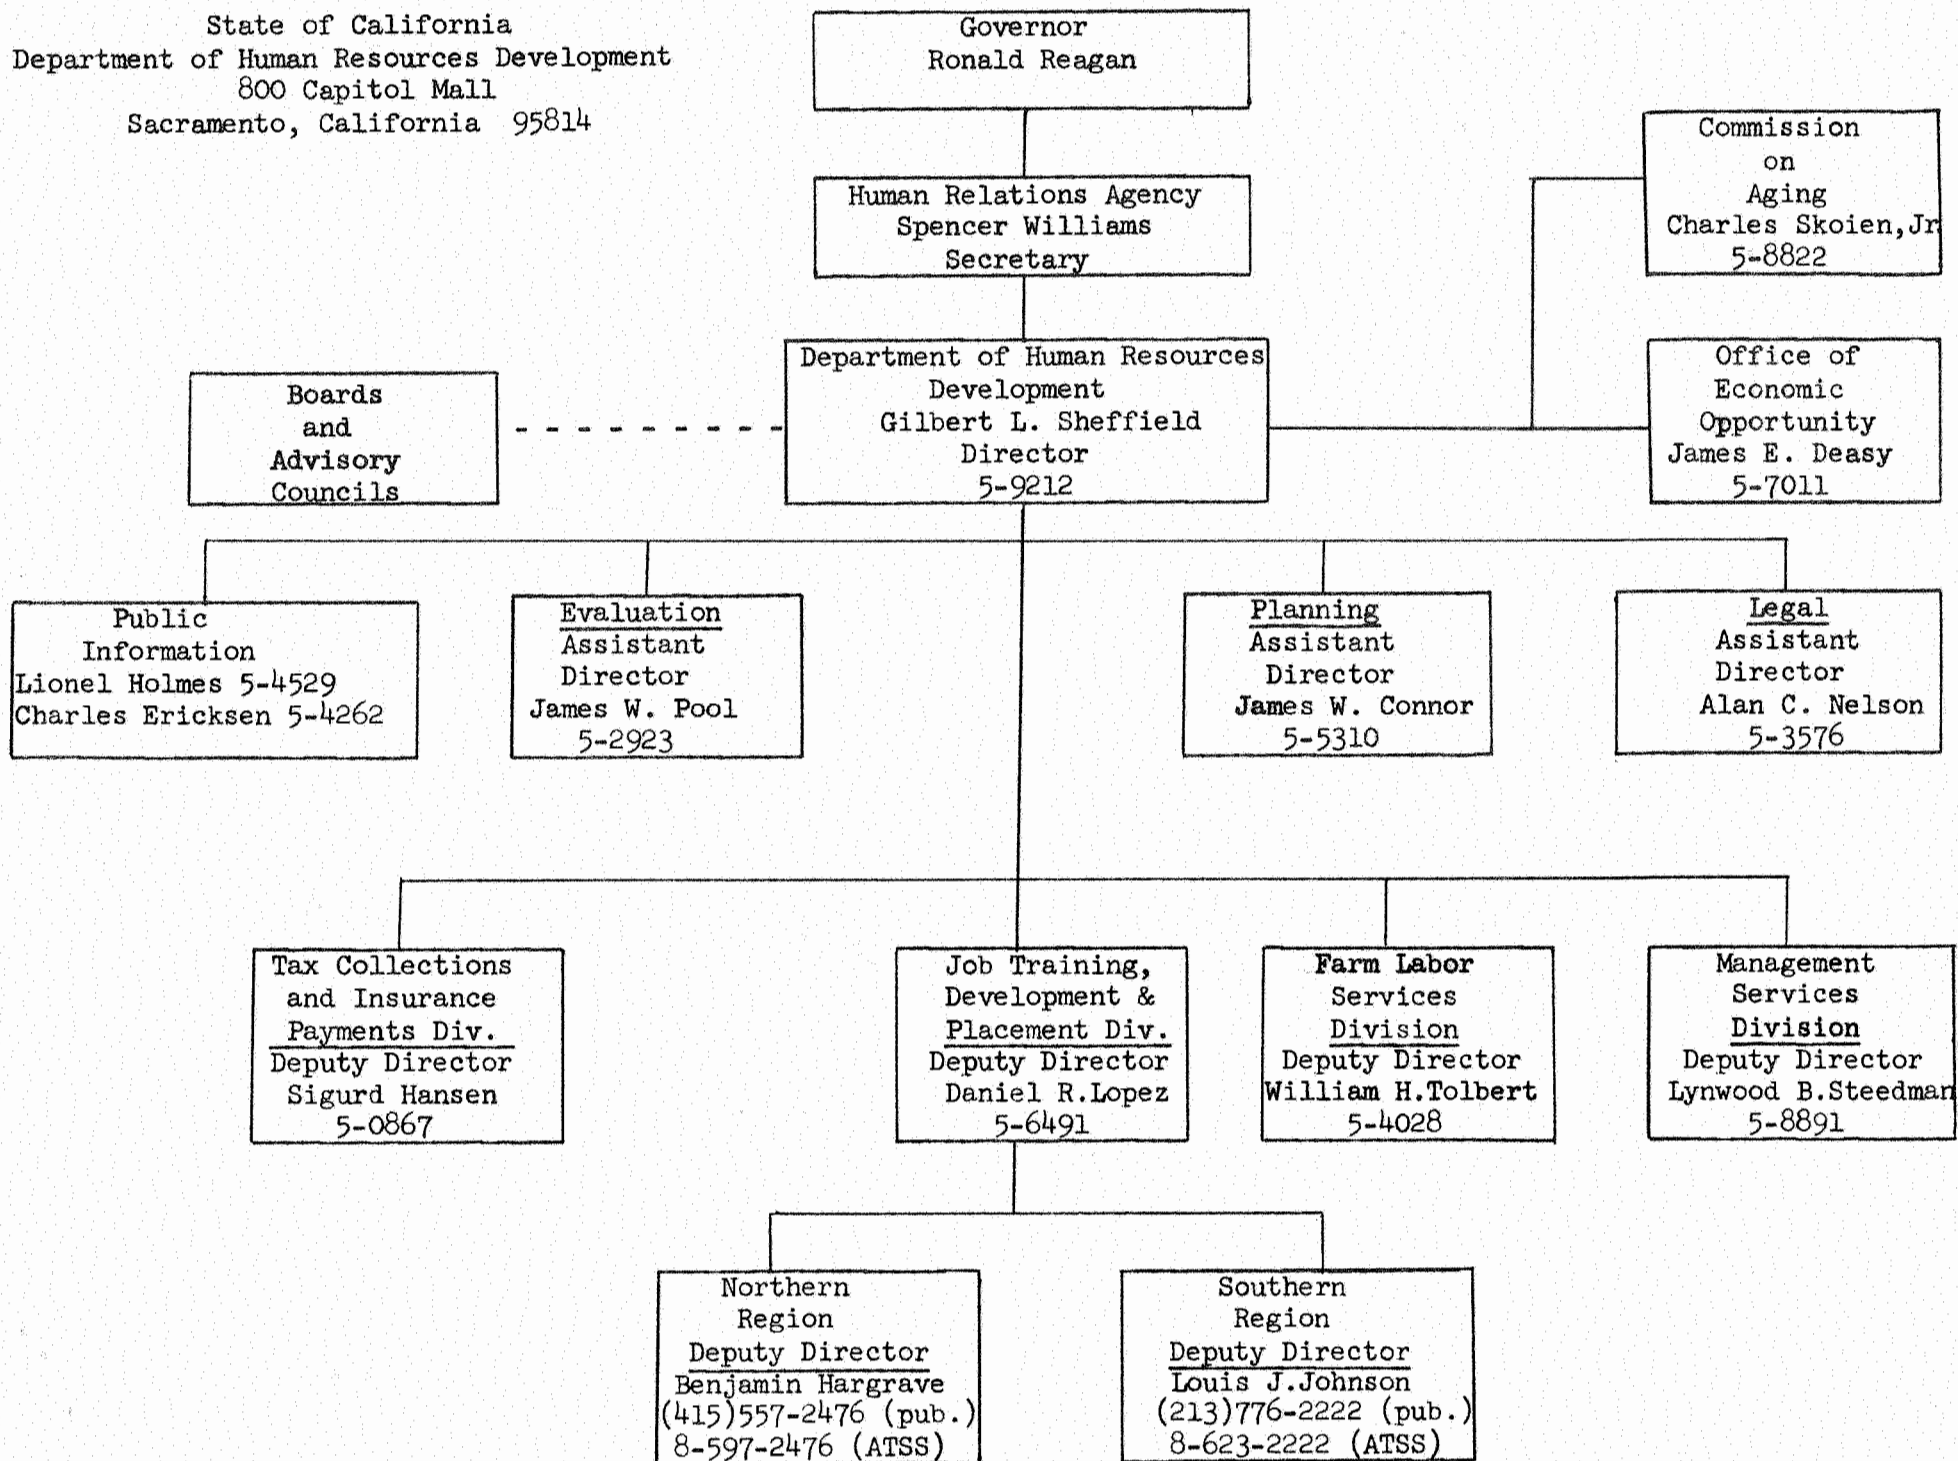 State of California
Department of Human Resources Development
800 Capitol Mall
Sacramento, California 95814
Governor
Ronald Reagan
Human Relations Agency
Spencer Williams
Secretary
Commission
on
Aging
Charles Skoien,Jr
5-8822
Boards
and
Advisory
Councils
Department of Human Resources
Development
Gilbert L. Sheffield
Director
5-9212
Office of
Economic
Opportunity
James E. Deasy
5-7011
Public
Information
Lionel Holmes 5-4529
Charles Ericksen 5-4262
Evaluation
Assistant
Director
James W. Pool
5-2923
Planning
Assistant
Director
James W. Connor
5-5310
Legal
Assistant
Director
Alan C. Nelson
5-3576
Tax Collections
and Insurance
Payments Div.
Deputy Director
Sigurd Hansen
5-0867
Job Training,
Development &
Placement Div.
Deputy Director
Daniel R.Lopez
5-6491
Farm Labor
Services
Division
Deputy Director
William H.Tolbert
5-4028
Management
Services
Division
Deputy Director
Lynwood B.Steedman
5-8891
Northern
Region
Deputy Director
Benjamin Hargrave
(415)557-2476 (pub.)
8-597-2476 (ATSS)
Southern
Region
Deputy Director
Louis J.Johnson
(213)776-2222 (pub.)
8-623-2222 (ATSS)